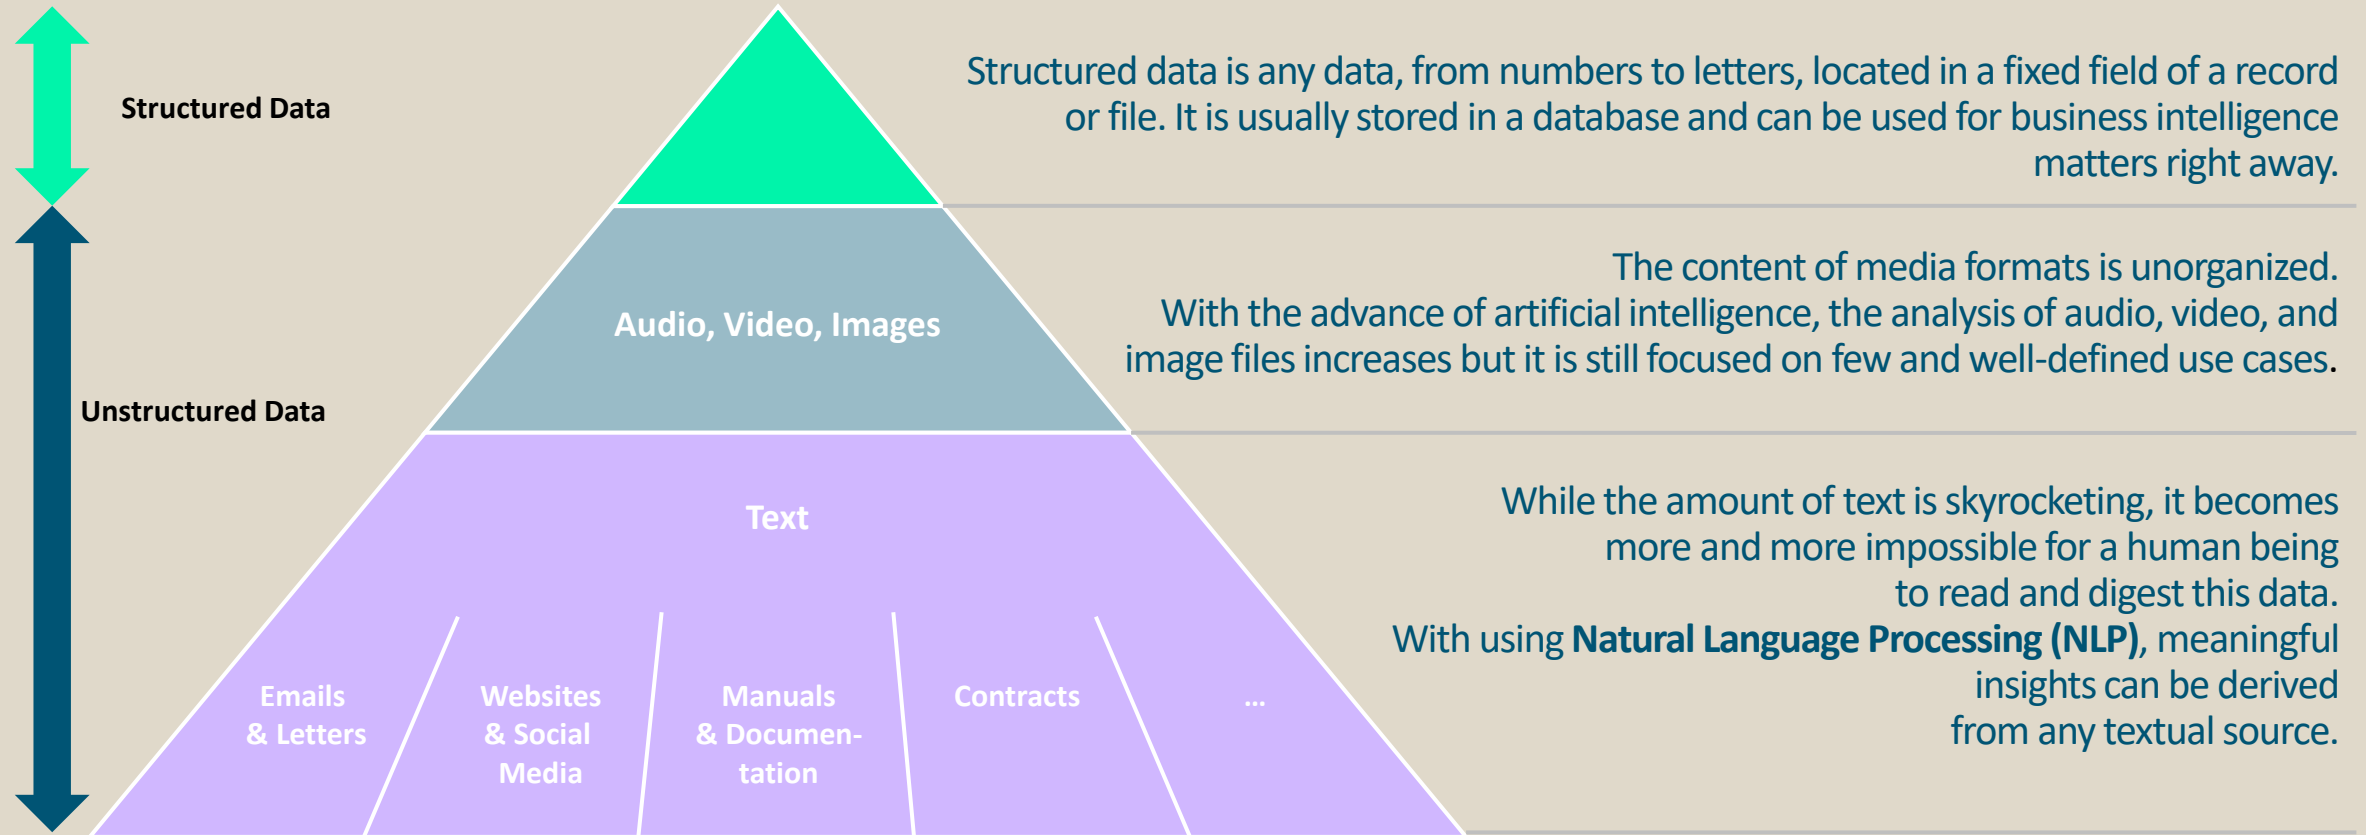 Structured Data
Structured data is any data, from numbers to letters, located in a fixed field of a record
or file. It is usually stored in a database and can be used for business intelligence
matters right away.
Unstructured Data
Audio, Video, Images
The content of media formats is unorganized.
With the advance of artificial intelligence, the analysis of audio, video, and
image files increases but it is still focused on few and well-defined use cases.
Text
Emails
& Letters
Websites
& Social
Media
Manuals
& Documen-
tation
Contracts
...
While the amount of text is skyrocketing, it becomes
more and more impossible for a human being
to read and digest this data.
With using Natural Language Processing (NLP), meaningful
insights can be derived
from any textual source.